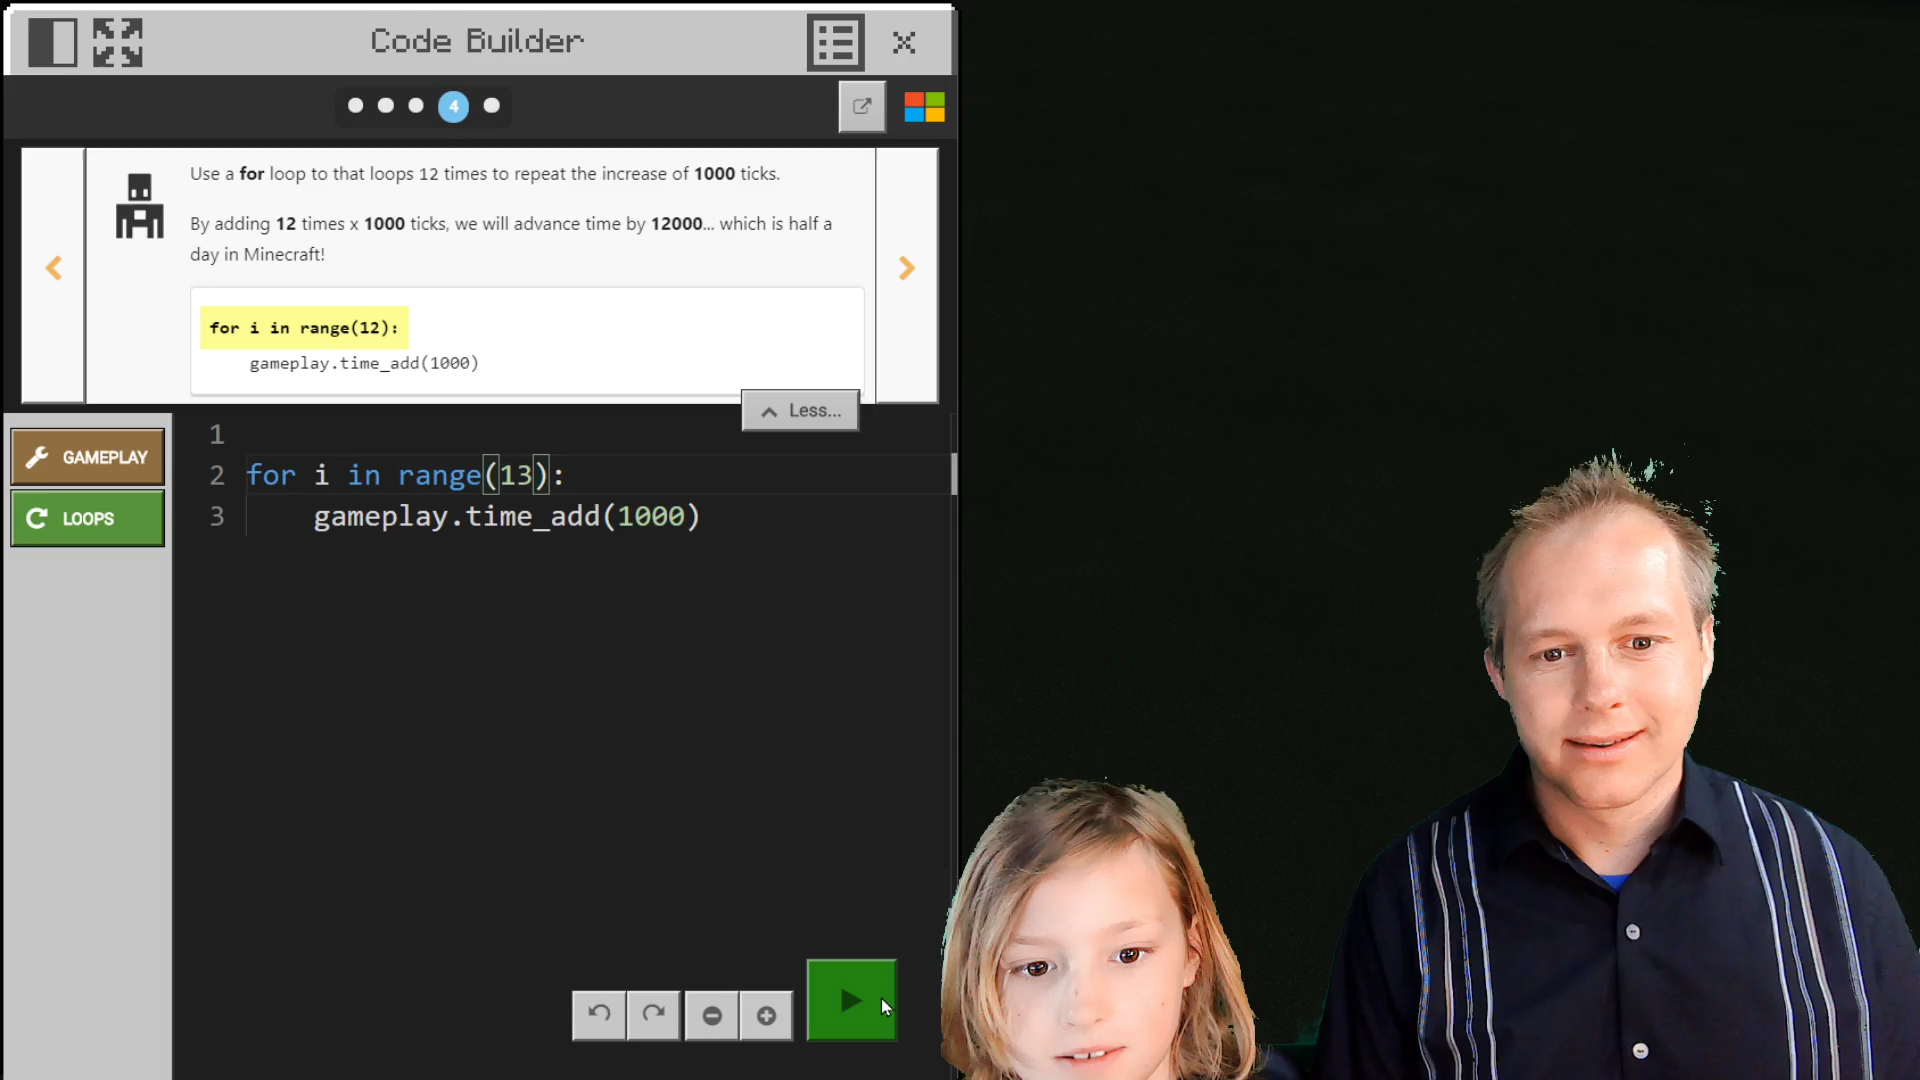 Code Builder
4
Use a for loop to that loops 12 times to repeat the increase of 1000 ticks.
By adding 12 times x 1000 ticks, we will advance time by 12000... which is half a
day in Minecraft!
for i in range(12):
gameplay.time_add(1000)
Less...
GAMEPLAY
LOOPS
1
2 for i in range(13):
3 gameplay.time_add(1000)